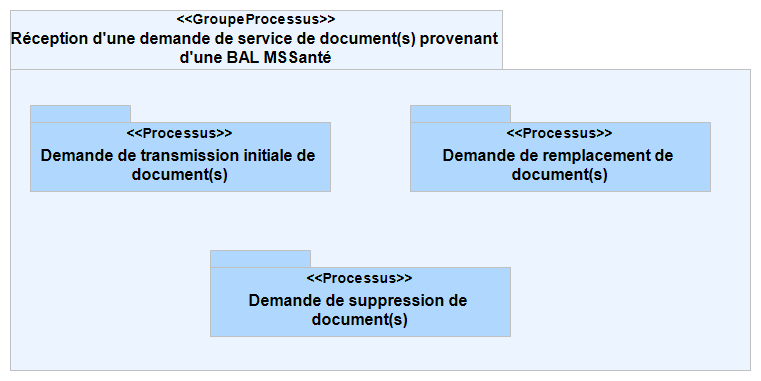 <<GroupeProcessus>>
Réception d'une demande de service de document(s) provenant
d'une BAL MSSanté
<<Processus>>
Demande de transmission initiale de
document(s)
<<Processus>>
Demande de remplacement de
document(s)
<<Processus>>
Demande de suppression de
document(s)